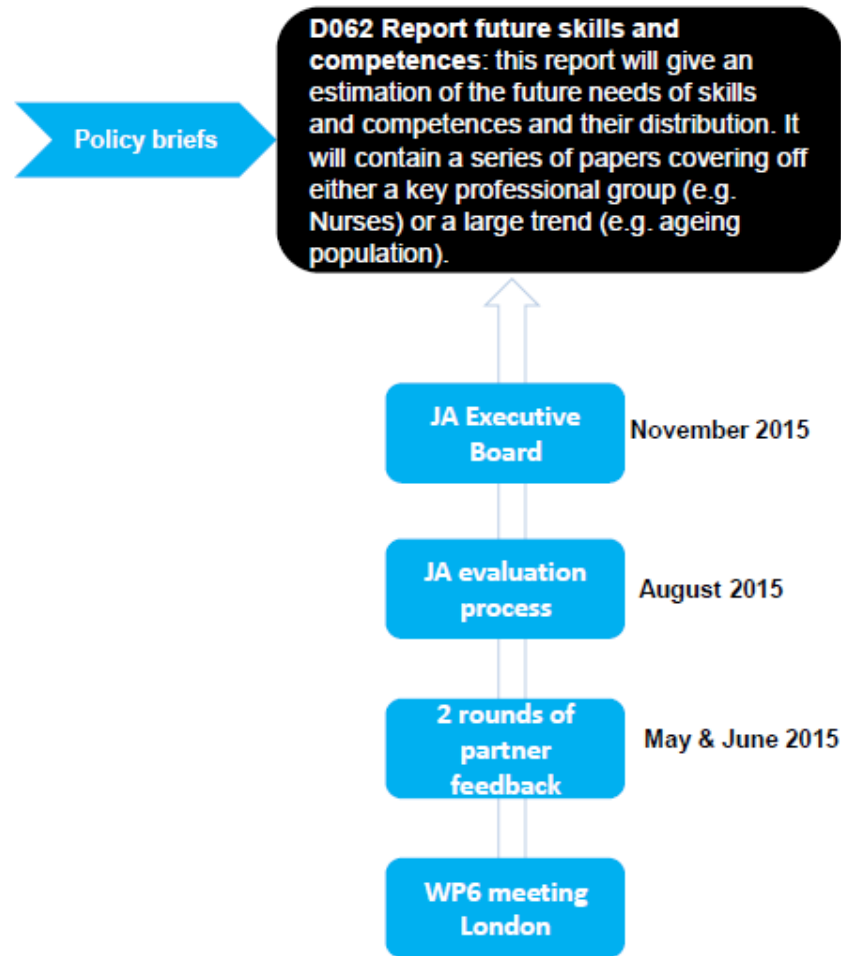 D062 Report future skills and
competences: this report will give an
estimation of the future needs of skills
and competences and their distribution. It
will contain a series of papers covering off
either a key professional group (e.g.
Nurses) or a large trend (e.g. ageing
population).
Policy briefs
JA Executive
Board
November 2015
JA evaluation
process
August 2015
2 rounds of
partner
feedback
May & June 2015
WP6 meeting
London